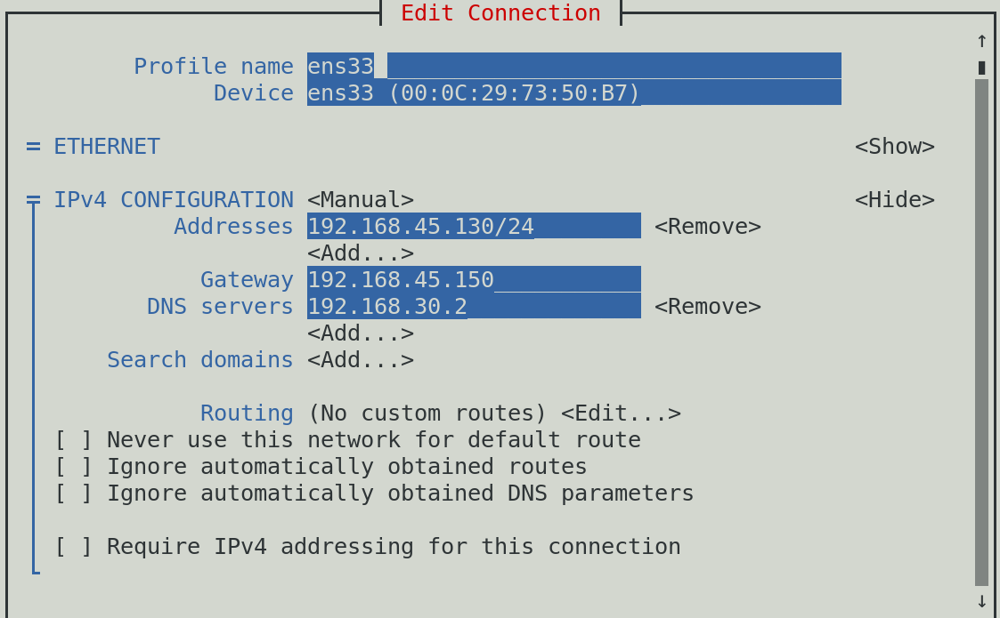 Edit Connection
Profile name ens33
Device ens33 (00:0C:29:73:50:B7)
ETHERNET <Show>
IPv4 CONFIGURATION <Manual> <Hide>
Addresses 192.168.45.130/24 <Remove>
<Add...>
Gateway 192.168.45.150
DNS servers 192.168.30.2 <Remove>
<Add...>
Search domains <Add...>
Routing (No custom routes) <Edit...>
[ ] Never use this network for default route
[ ] Ignore automatically obtained routes
[ ] Ignore automatically obtained DNS parameters
[ ] Require IPv4 addressing for this connection